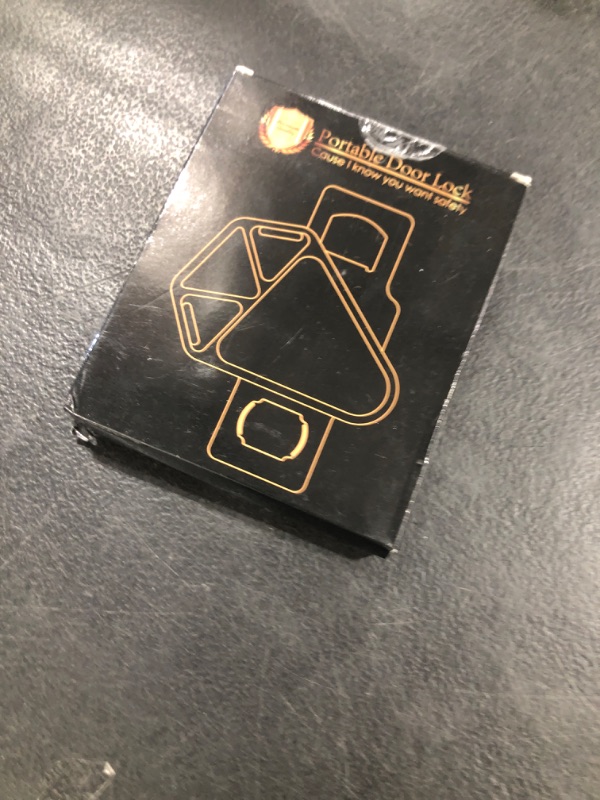 Portable Door Lock
Cause I know you want safety